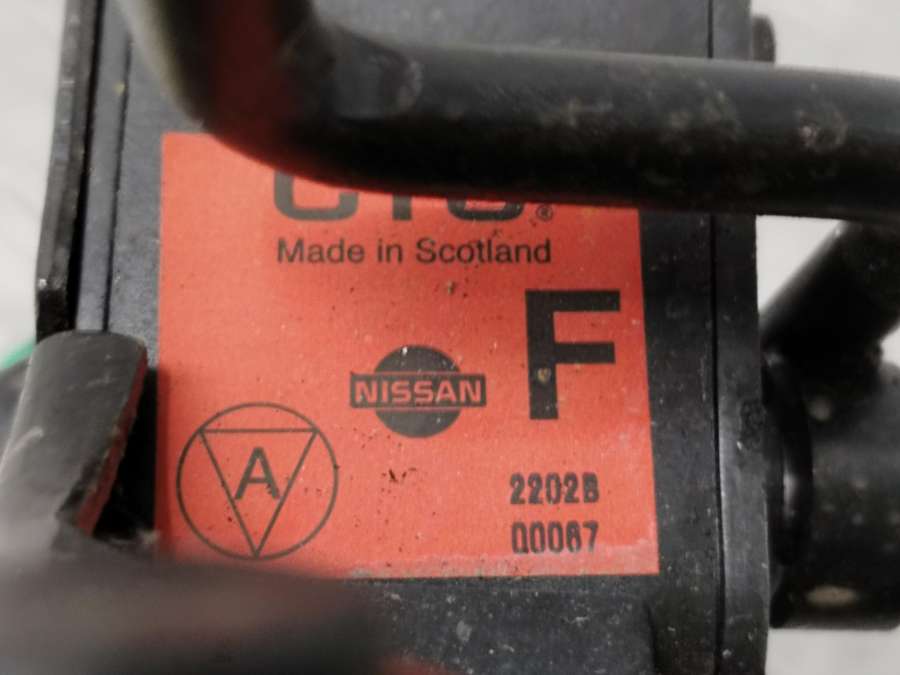 Made in Scotland
F
NISSAN
A
2202B
00067